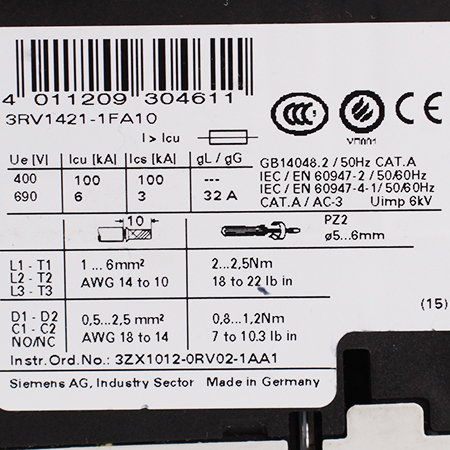 4 011209 304611
3RV1421-1FA10
I > Icu
CCC
VM001
Ue [V] Icu [kA] Ics [kA] gL / gG
400 100 100 ---
690 6 3 32 A
GB14048.2 / 50Hz CAT.A
IEC / EN 60947-2 / 50/60Hz
IEC / EN 60947-4-1/ 50/60Hz
CAT.A / AC-3 Uimp 6kV
10 PZ2
ø5...6mm
L1 - T1 1 ... 6mm² 2 ... 2,5Nm
L2 - T2 AWG 14 to 10 18 to 22 lb in
L3 - T3
(15)
D1 - D2 0,5 ... 2,5 mm² 0,8 ... 1,2Nm
C1 - C2 AWG 18 to 14 7 to 10.3 lb in
NO/NC
Instr.Ord.No.: 3ZX1012-0RV02-1AA1
Siemens AG, Industry Sector Made in Germany